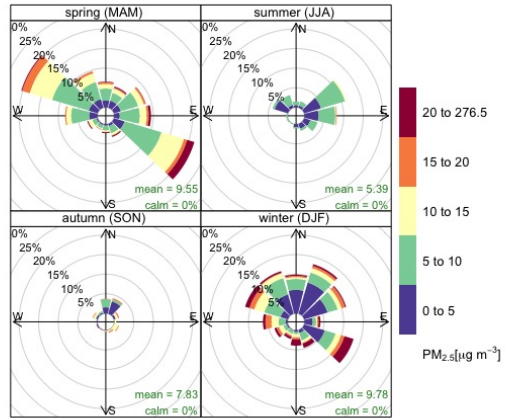 spring (MAM)
0%
25%
20%
15%
10%
5%
N
W
E
S
mean = 9.55
calm = 0%
summer (JJA)
0%
25%
20%
15%
10%
5%
N
W
E
S
mean = 5.39
calm = 0%
autumn (SON)
0%
25%
20%
15%
10%
5%
N
W
E
S
mean = 7.83
calm = 0%
winter (DJF)
0%
25%
20%
15%
10%
5%
N
W
E
S
mean = 9.78
calm = 0%
20 to 276.5
15 to 20
10 to 15
5 to 10
0 to 5
PM2.5[µg m⁻³]